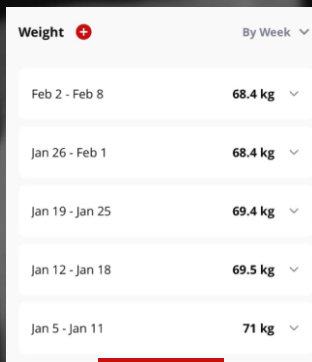 Weight
By Week
Feb 2 - Feb 8 68.4 kg
Jan 26 - Feb 1 68.4 kg
Jan 19 - Jan 25 69.4 kg
Jan 12 - Jan 18 69.5 kg
Jan 5 - Jan 11 71 kg